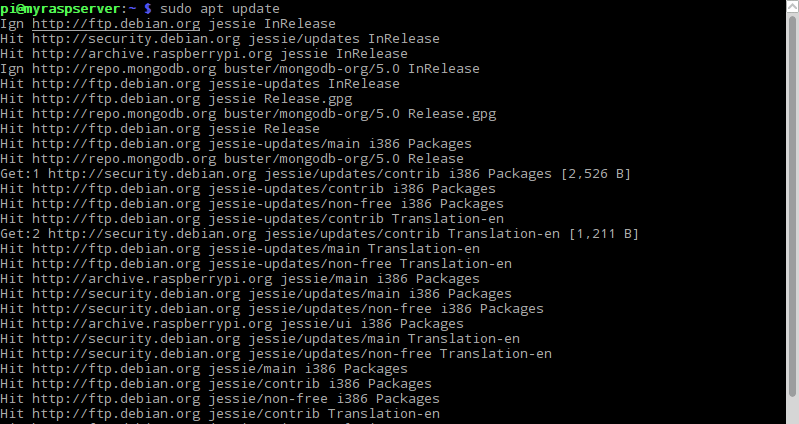 pi@myraspserver:~ $ sudo apt update
Ign http://ftp.debian.org jessie InRelease
Hit http://security.debian.org jessie/updates InRelease
Hit http://archive.raspberrypi.org jessie InRelease
Ign http://repo.mongodb.org buster/mongodb-org/5.0 InRelease
Hit http://ftp.debian.org jessie-updates InRelease
Hit http://ftp.debian.org jessie Release.gpg
Hit http://repo.mongodb.org buster/mongodb-org/5.0 Release.gpg
Hit http://ftp.debian.org jessie Release
Hit http://ftp.debian.org jessie-updates/main i386 Packages
Hit http://repo.mongodb.org buster/mongodb-org/5.0 Release
Get:1 http://security.debian.org jessie/updates/contrib i386 Packages [2,526 B]
Hit http://ftp.debian.org jessie-updates/contrib i386 Packages
Hit http://ftp.debian.org jessie-updates/non-free i386 Packages
Hit http://ftp.debian.org jessie-updates/contrib Translation-en
Get:2 http://security.debian.org jessie/updates/contrib Translation-en [1,211 B]
Hit http://ftp.debian.org jessie-updates/main Translation-en
Hit http://ftp.debian.org jessie-updates/non-free Translation-en
Hit http://archive.raspberrypi.org jessie/main i386 Packages
Hit http://security.debian.org jessie/updates/main i386 Packages
Hit http://security.debian.org jessie/updates/non-free i386 Packages
Hit http://archive.raspberrypi.org jessie/ui i386 Packages
Hit http://security.debian.org jessie/updates/main Translation-en
Hit http://security.debian.org jessie/updates/non-free Translation-en
Hit http://ftp.debian.org jessie/main i386 Packages
Hit http://ftp.debian.org jessie/contrib i386 Packages
Hit http://ftp.debian.org jessie/non-free i386 Packages
Hit http://ftp.debian.org jessie/contrib Translation-en